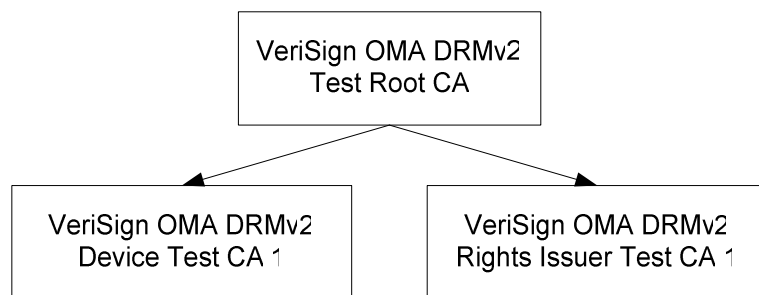 VeriSign OMA DRMv2
Test Root CA
VeriSign OMA DRMv2
Device Test CA 1
VeriSign OMA DRMv2
Rights Issuer Test CA 1